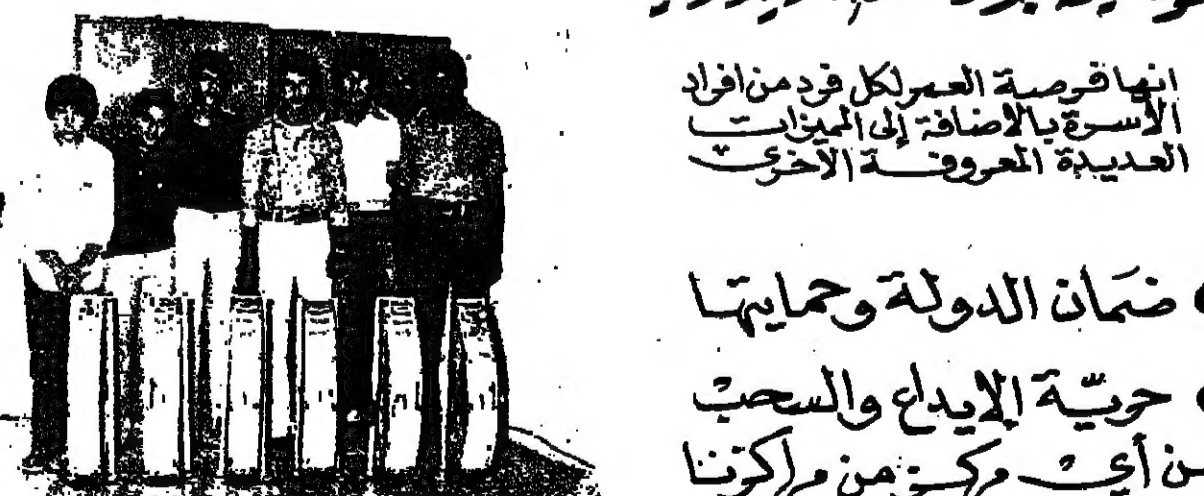 انها فرصة العمر لكل فرد من افراد
الأسرة بالاضافة إلى الميزات
العديدة المعروفة الأخرى
ضمان الدولة وحمايتها
حرية الإيداع والسحب
من أي مركز من مراكزنا